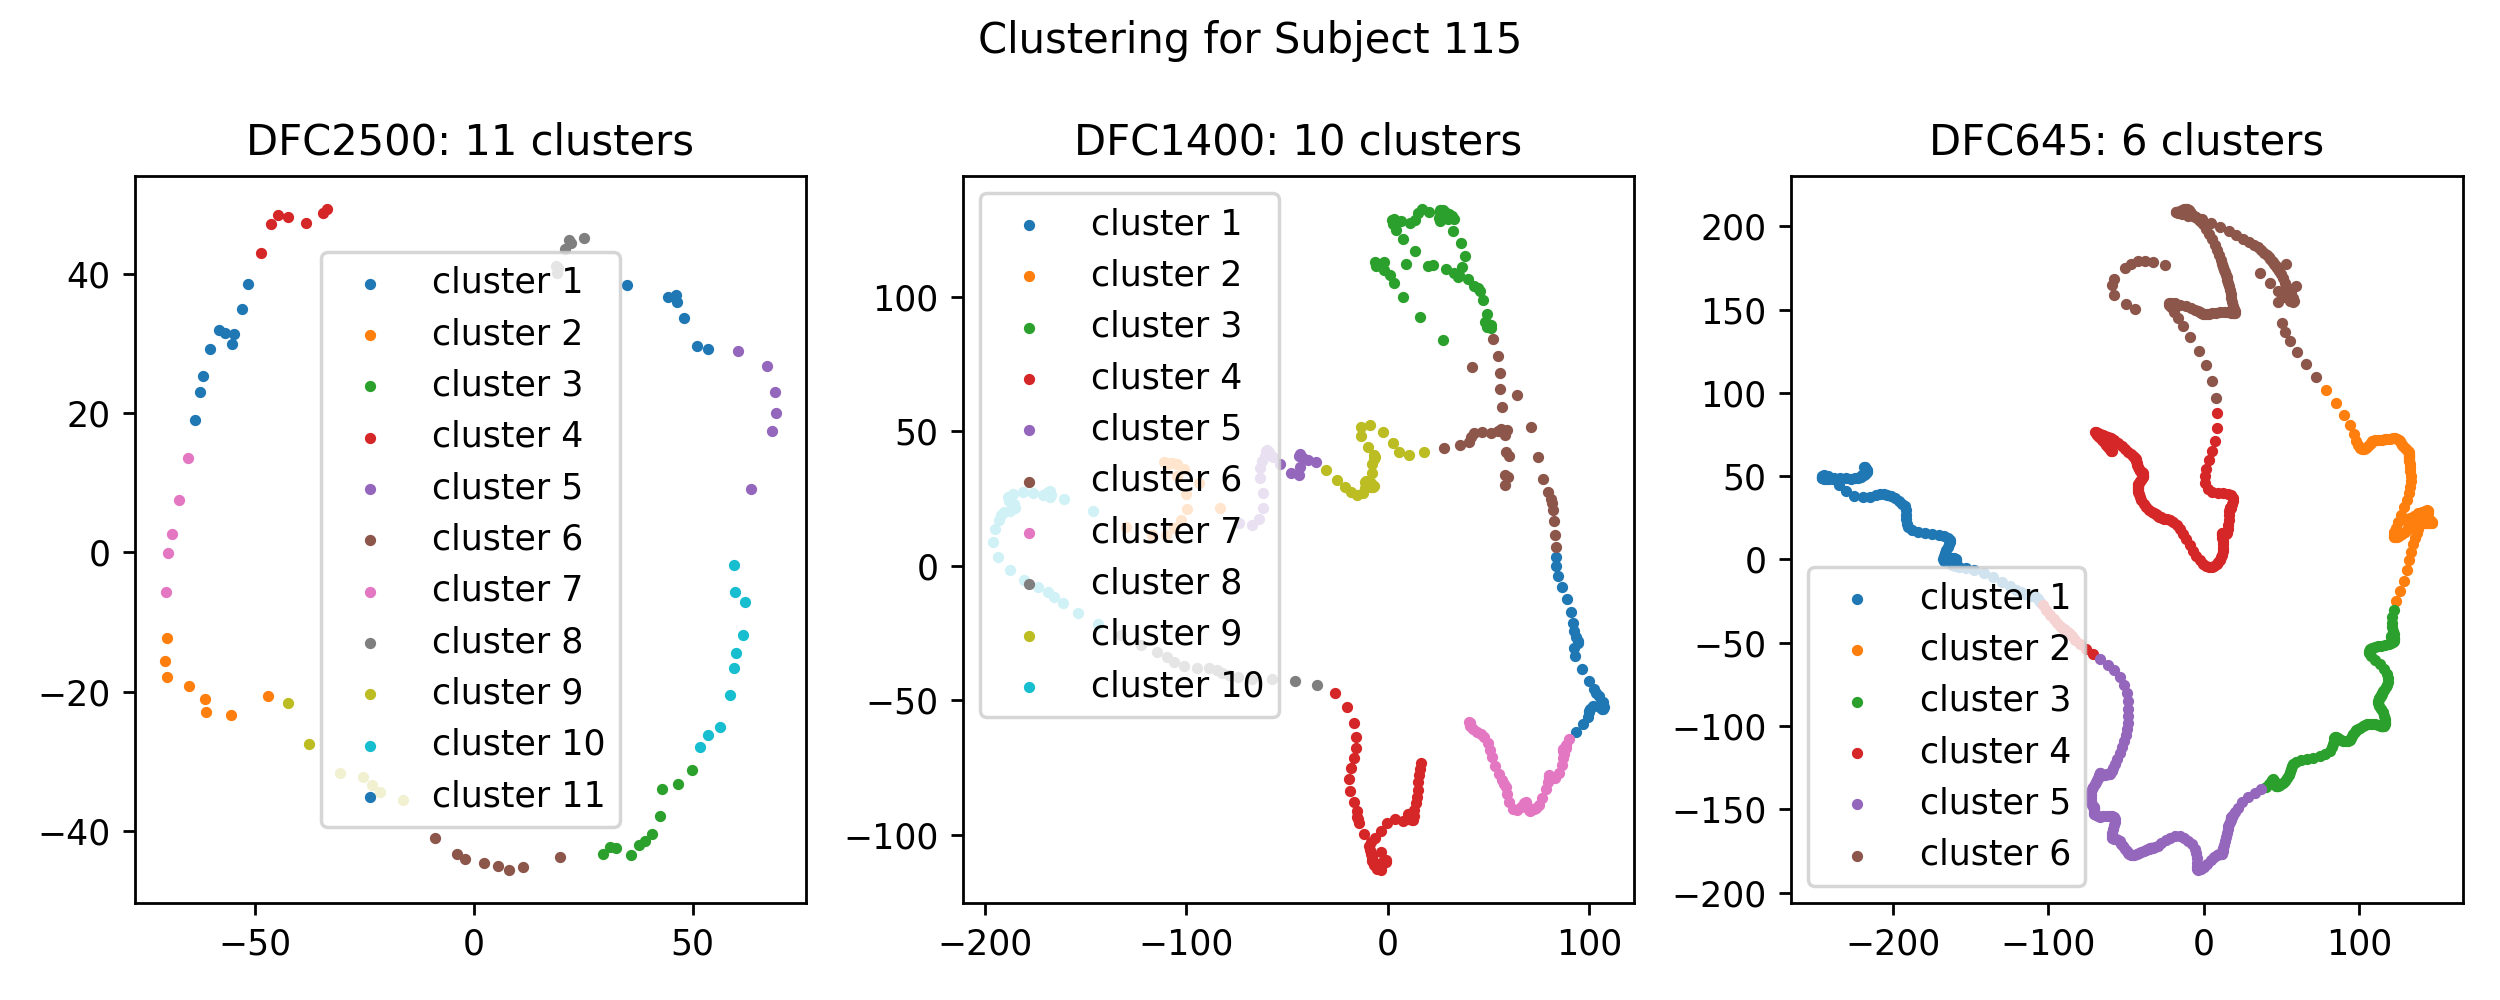 Clustering for Subject 115
DFC2500: 11 clusters
40
20
0
−20
−40
−50
0
50
cluster 1
cluster 2
cluster 3
cluster 4
cluster 5
cluster 6
cluster 7
cluster 8
cluster 9
cluster 10
cluster 11
DFC1400: 10 clusters
100
50
0
−50
−100
−200
−100
0
100
cluster 1
cluster 2
cluster 3
cluster 4
cluster 5
cluster 6
cluster 7
cluster 8
cluster 9
cluster 10
DFC645: 6 clusters
200
150
100
50
0
−50
−100
−150
−200
−200
−100
0
100
cluster 1
cluster 2
cluster 3
cluster 4
cluster 5
cluster 6